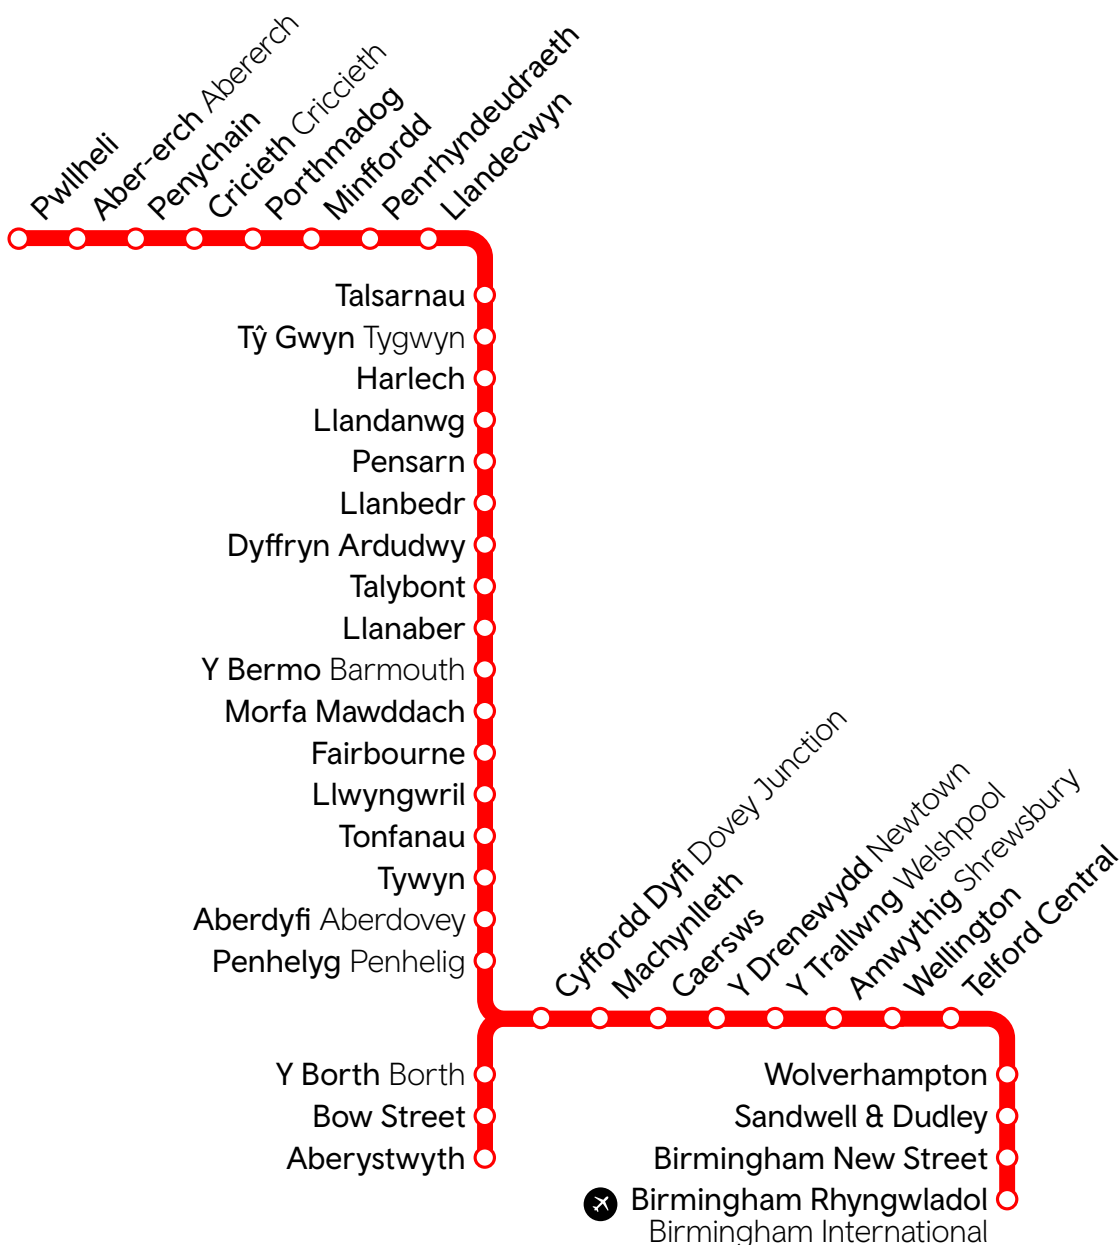 Pwllheli
Aber-erch Abererch
Penychain
Cricieth Criccieth
Porthmadog
Minffordd
Penrhyndeudraeth
Llandecwyn
Talsarnau
Tŷ Gwyn Tygwyn
Harlech
Llandanwg
Pensarn
Llanbedr
Dyffryn Ardudwy
Talybont
Llanaber
Y Bermo Barmouth
Morfa Mawddach
Fairbourne
Llwyngwril
Tonfanau
Tywyn
Aberdyfi Aberdovey
Penhelyg Penhelig
Cyffordd Dyfi Dovey Junction
Machynlleth
Caersws
Y Drenewydd Newtown
Y Trallwng Welshpool
Amwythig Shrewsbury
Wellington
Telford Central
Y Borth Borth
Bow Street
Aberystwyth
Wolverhampton
Sandwell & Dudley
Birmingham New Street
Birmingham Rhyngwladol
Birmingham International